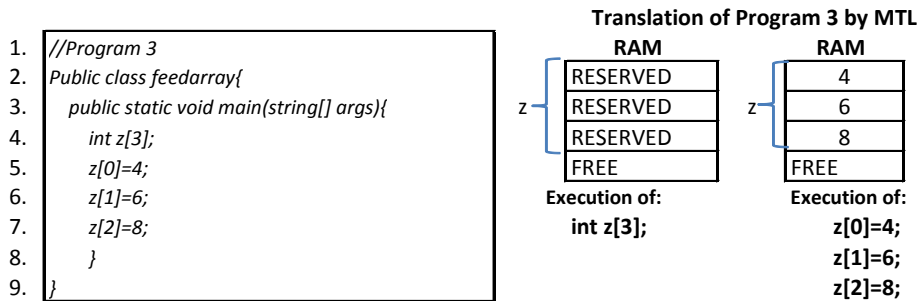 Translation of Program 3 by MTL
1. //Program 3
2. Public class feedarray{
3. public static void main(string[] args){
4. int z[3];
5. z[0]=4;
6. z[1]=6;
7. z[2]=8;
8. }
9. }
RAM
z
RESERVED
RESERVED
RESERVED
FREE
Execution of:
int z[3];
RAM
z
4
6
8
FREE
Execution of:
z[0]=4;
z[1]=6;
z[2]=8;